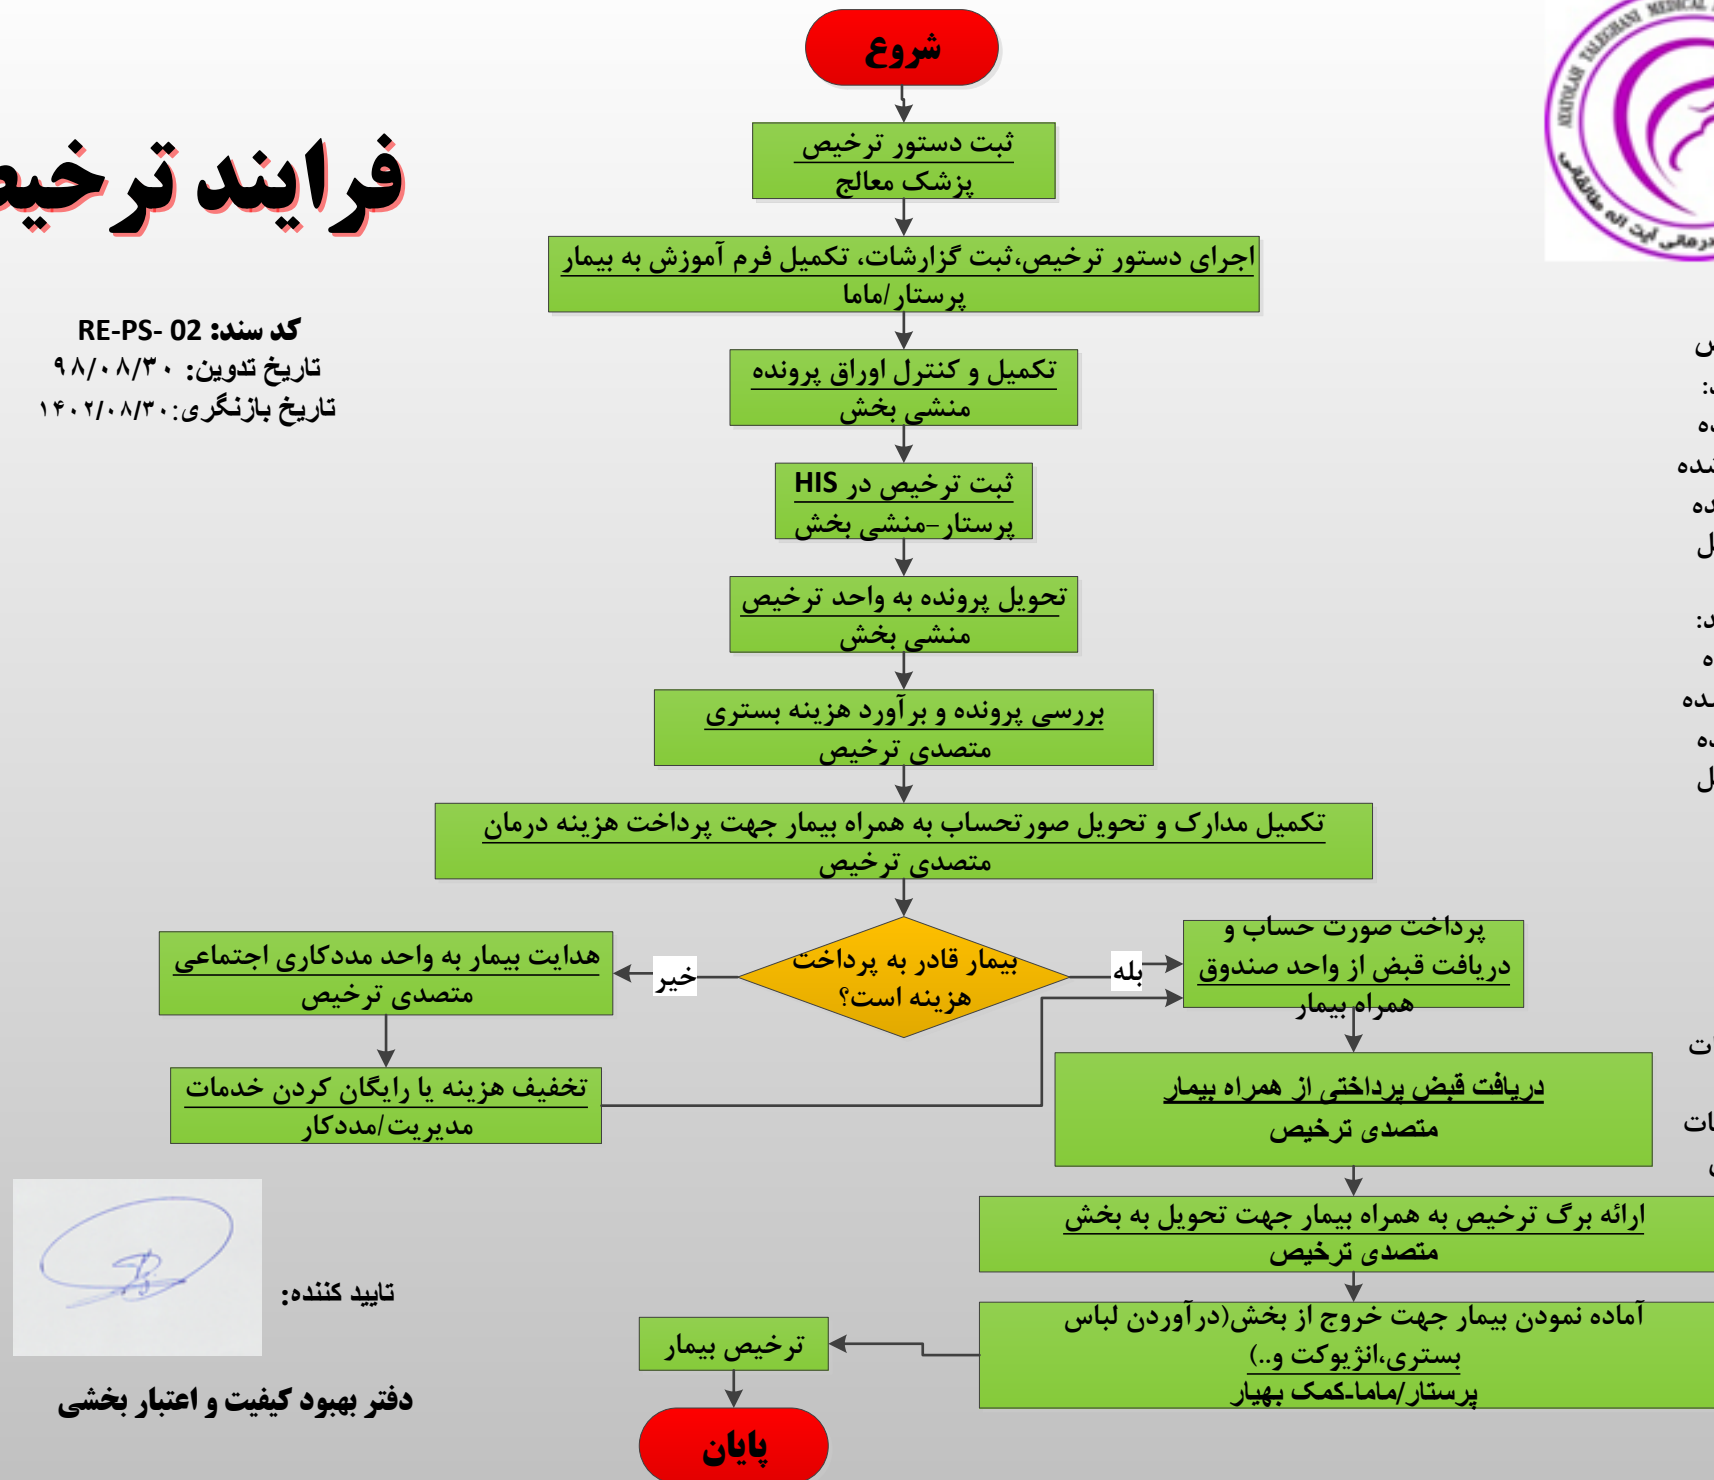 شروع
ثبت دستور ترخیص
پزشک معالج
اجرای دستور ترخیص،ثبت گزارشات، تکمیل فرم آموزش به بیمار
پرستار/ماما
فرایند
کد سند: RE-PS- 02
تاریخ تدوین: ۹۸/۰۸/۳۰
تاریخ بازنگری:۱۴۰۲/۰۸/۳۰
تکمیل و کنترل اوراق پرونده
منشی بخش
ثبت ترخیص در HIS
پرستار-منشی بخش
تحویل پرونده به واحد ترخیص
منشی بخش
بررسی پرونده و برآورد هزینه بستری
متصدی ترخیص
تکمیل مدارک و تحویل صورتحساب به همراه بیمار جهت پرداخت هزینه درمان
متصدی ترخیص
بیمار قادر به پرداخت
هزینه است؟
بله
خیر
پرداخت صورت حساب و
دریافت قبض از واحد صندوق
همراه بیمار
هدایت بیمار به واحد مددکاری اجتماعی
متصدی ترخیص
تخفیف هزینه یا رایگان کردن خدمات
مدیریت/مددکار
دریافت قبض پرداختی از همراه بیمار
متصدی ترخیص
ارائه برگ ترخیص به همراه بیمار جهت تحویل به بخش
متصدی ترخیص
آماده نمودن بیمار جهت خروج از بخش(درآوردن لباس
بستری،انژیوکت و..)
پرستار/ماما-کمک بهیار
ترخیص بیمار
پایان
تایید کننده:
دفتر بهبود کیفیت و اعتبار بخشی
AYATOLAH TALEGHANI MEDICAL
درمانی آیت اله طالقانی